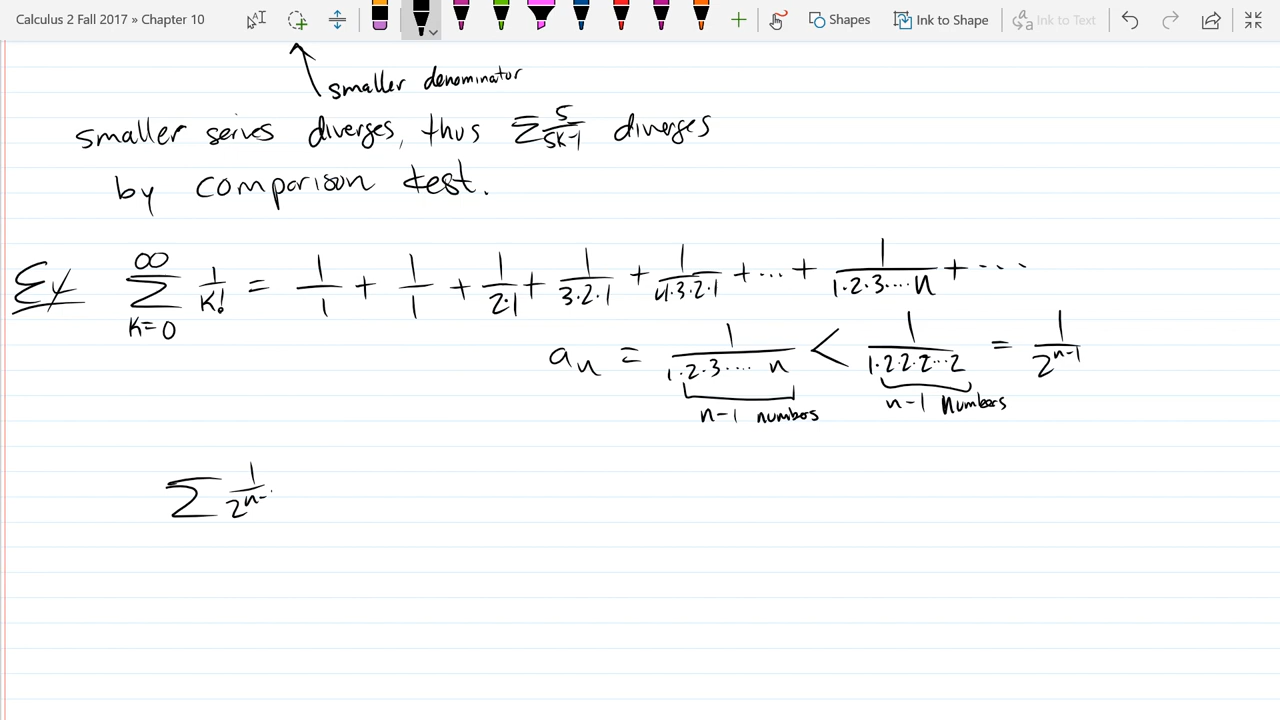 Calculus 2 Fall 2017 » Chapter 10 Shapes Ink to Shape Ink to Text
smaller denominator
smaller series diverges, thus Σ 5/(5k-1) diverges
by comparison test.
Ex ∞ Σ k=0 1/k! = 1/1 + 1/1 + 1/(2·1) + 1/(3·2·1) + 1/(4·3·2·1) + ... + 1/(1·2·3....n) + ...
aₙ = 1/(1·2·3.... n) < 1/(1·2·2·2...2) = 1/2ⁿ⁻¹
n-1 numbers n-1 numbers
Σ 1/2ⁿ⁻